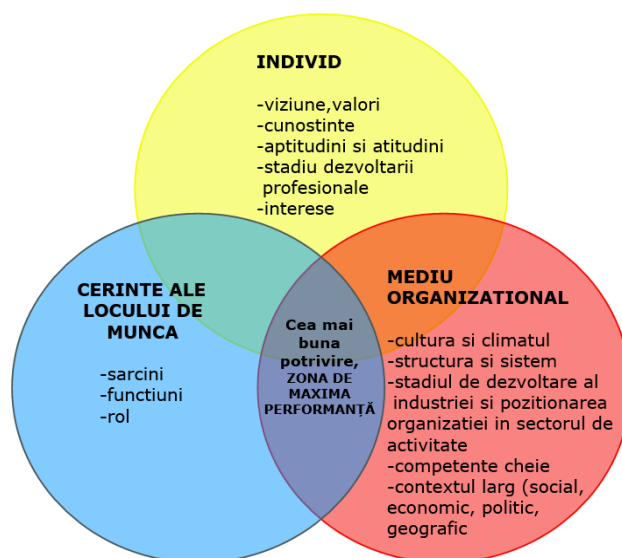 INDIVID
-viziune,valori
-cunostinte
-aptitudini si atitudini
-stadiu dezvoltarii
profesionale
-interese
CERINTE ALE
LOCULUI DE
MUNCA
-sarcini
-functiuni
-rol
Cea mai
buna
potrivire,
ZONA DE
MAXIMA
PERFORMANȚĂ
MEDIU
ORGANIZATIONAL
-cultura si climatul
-structura si sistem
-stadiul de dezvoltare al
industriei si pozitionarea
organizatiei in sectorul de
activitate
-competente cheie
-contextul larg (social,
economic, politic,
geografic